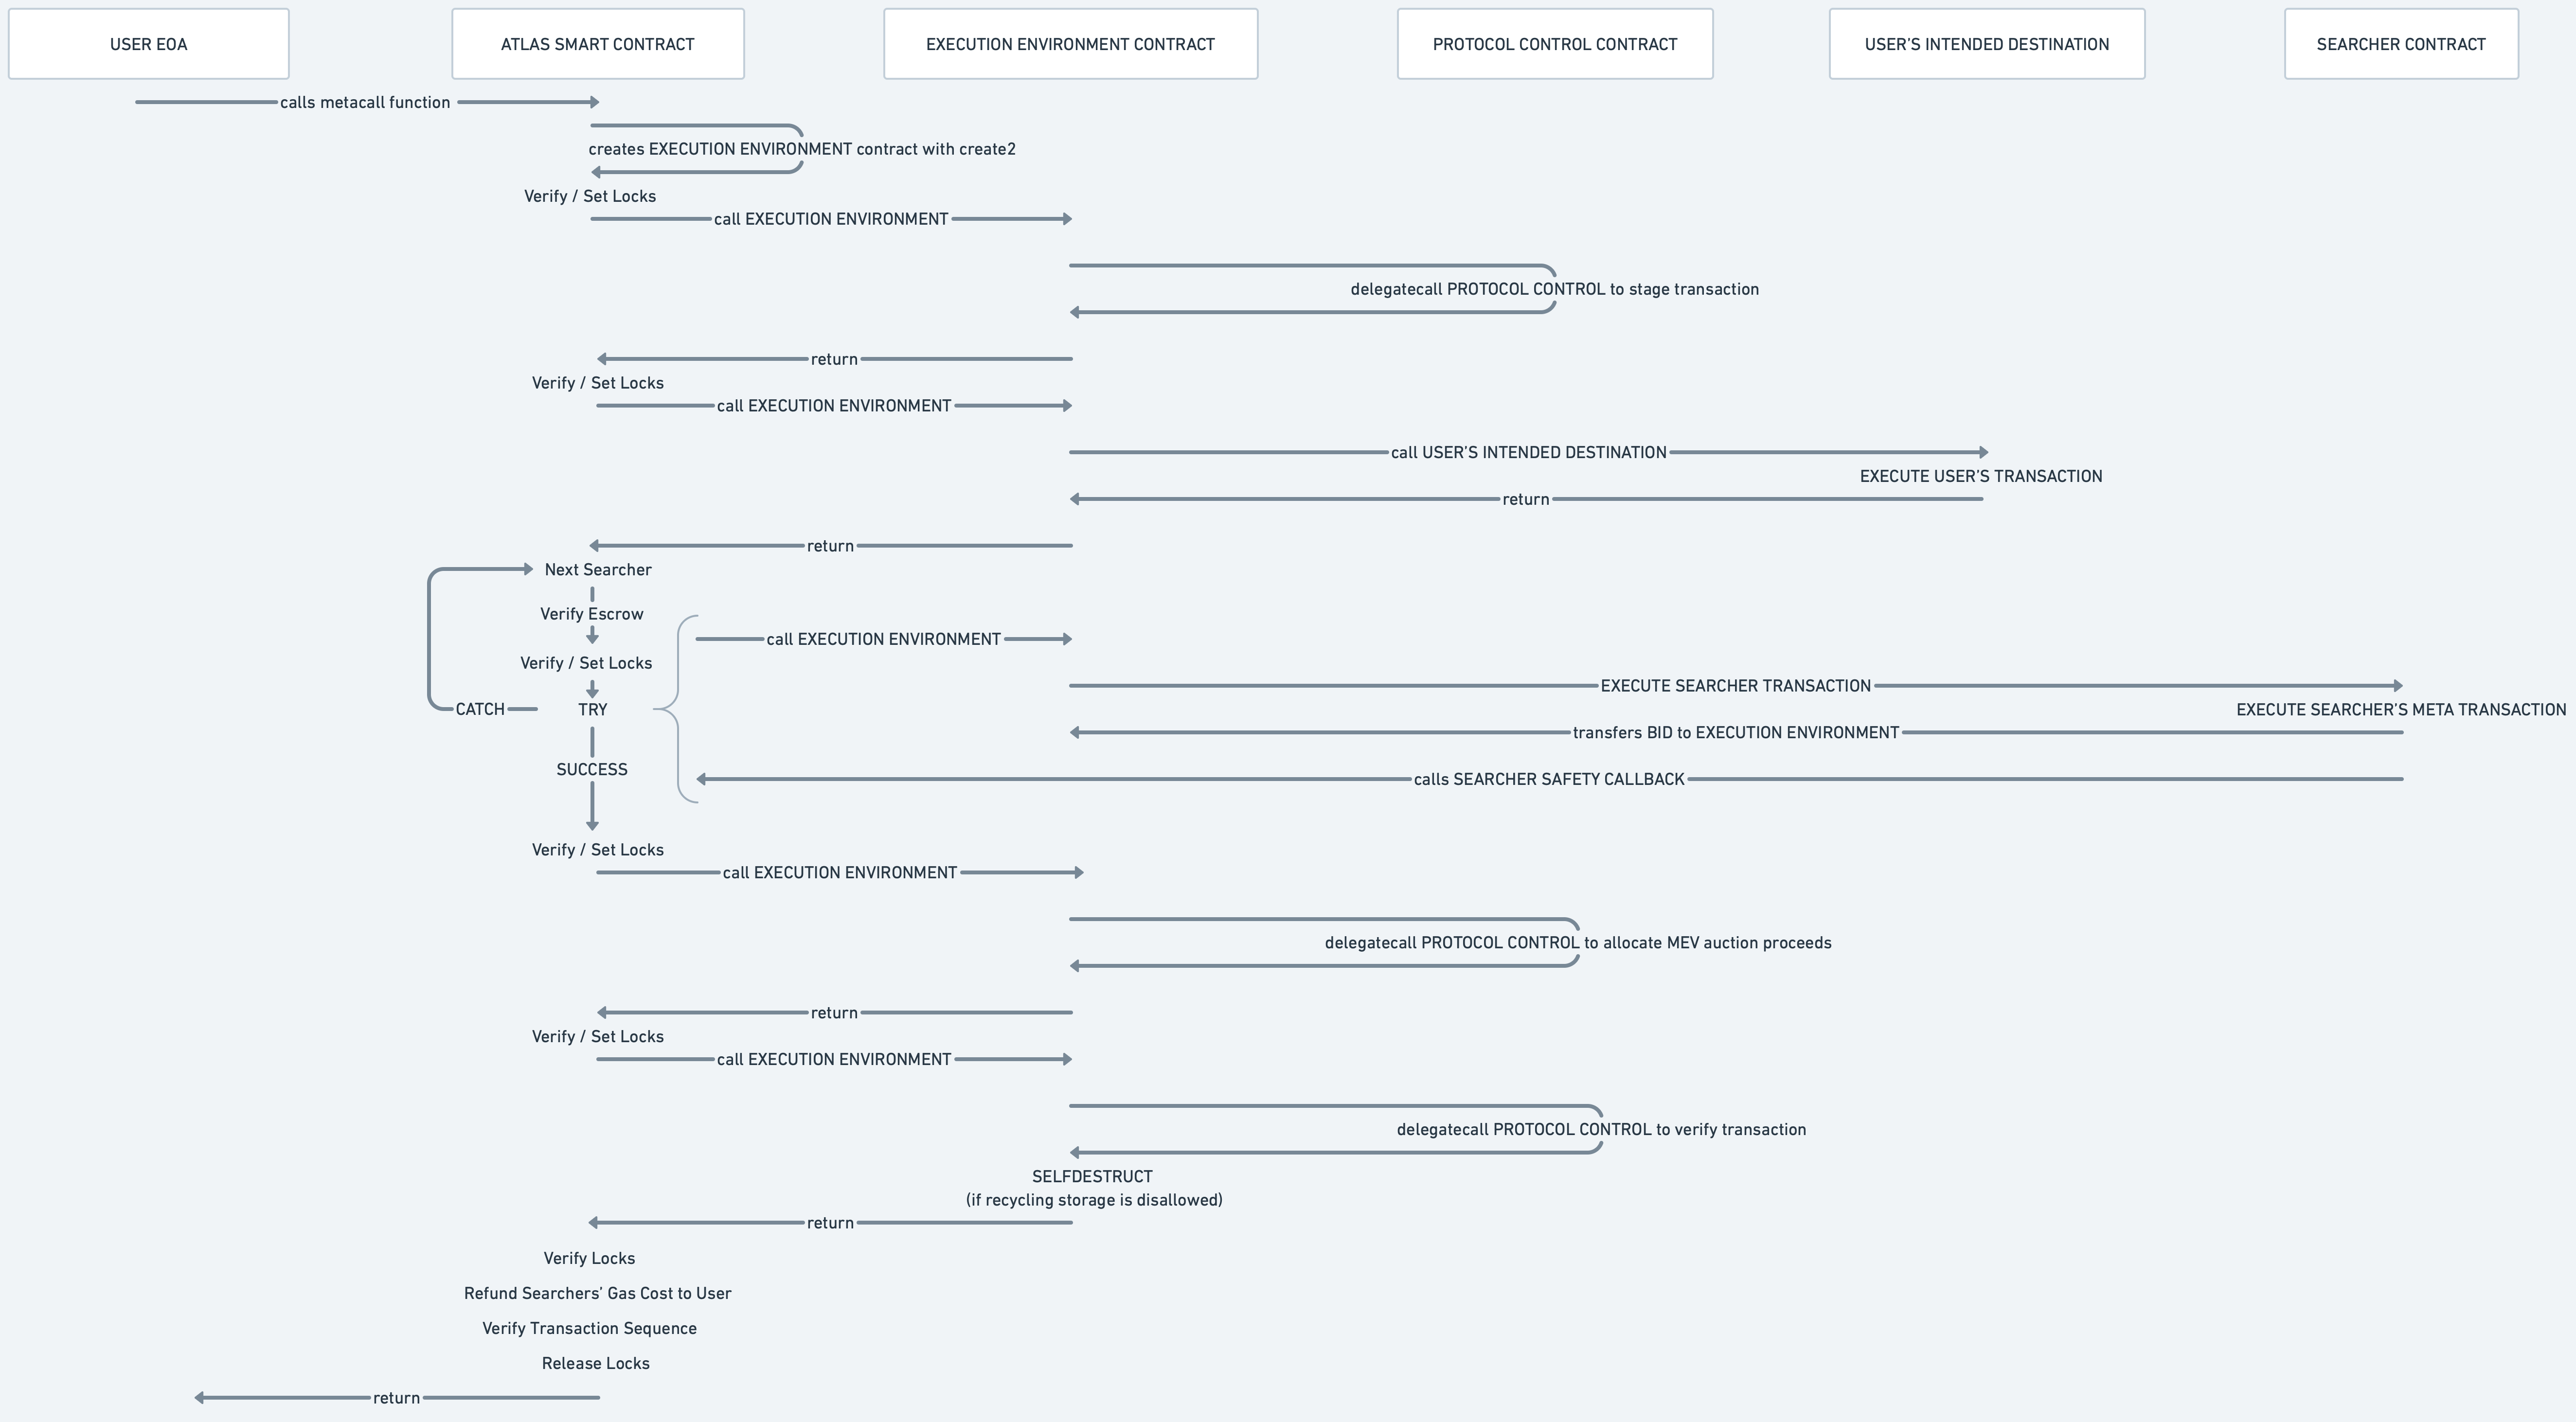 USER EOA
ATLAS SMART CONTRACT
EXECUTION ENVIRONMENT CONTRACT
PROTOCOL CONTROL CONTRACT
USER'S INTENDED DESTINATION
SEARCHER CONTRACT
calls metacall function
creates EXECUTION ENVIRONMENT contract with create2
Verify / Set Locks
call EXECUTION ENVIRONMENT
delegatecall PROTOCOL CONTROL to stage transaction
return
Verify / Set Locks
call EXECUTION ENVIRONMENT
call USER'S INTENDED DESTINATION
EXECUTE USER'S TRANSACTION
return
return
Next Searcher
Verify Escrow
call EXECUTION ENVIRONMENT
Verify / Set Locks
EXECUTE SEARCHER TRANSACTION
CATCH
TRY
EXECUTE SEARCHER'S META TRANSACTION
transfers BID to EXECUTION ENVIRONMENT
SUCCESS
calls SEARCHER SAFETY CALLBACK
Verify / Set Locks
call EXECUTION ENVIRONMENT
delegatecall PROTOCOL CONTROL to allocate MEV auction proceeds
return
Verify / Set Locks
call EXECUTION ENVIRONMENT
delegatecall PROTOCOL CONTROL to verify transaction
SELFDESTRUCT
(if recycling storage is disallowed)
return
Verify Locks
Refund Searchers' Gas Cost to User
Verify Transaction Sequence
Release Locks
return